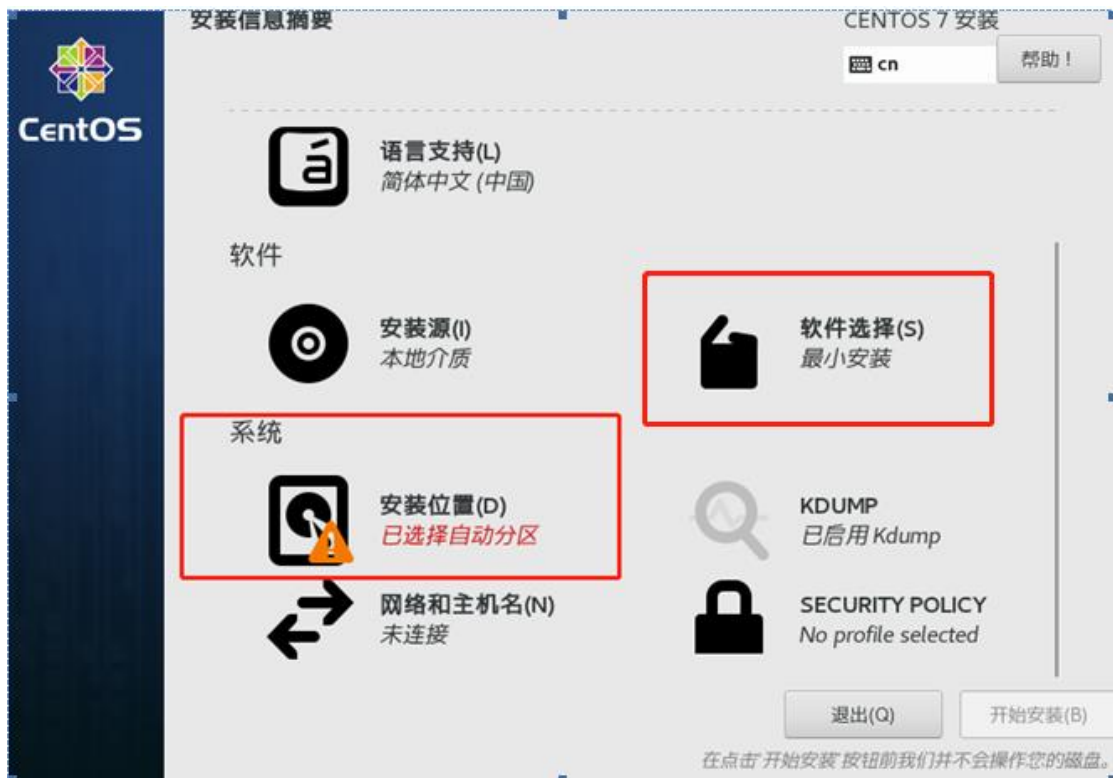 安装信息摘要
CENTOS 7 安装
cn
帮助！
CentOS
语言支持(L)
简体中文 (中国)
软件
安装源(I)
本地介质
软件选择(S)
最小安装
系统
安装位置(D)
已选择自动分区
KDUMP
已启用 Kdump
网络和主机名(N)
未连接
SECURITY POLICY
No profile selected
退出(Q)
开始安装(B)
在点击'开始安装'按钮前我们并不会操作您的磁盘。